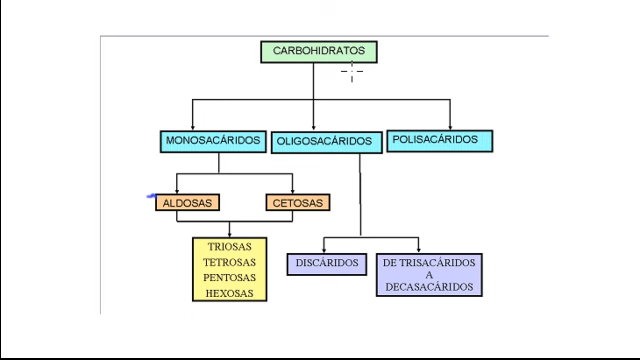 CARBOHIDRATOS
MONOSACÁRIDOS
OLIGOSACÁRIDOS
POLISACÁRIDOS
ALDOSAS
CETOSAS
TRIOSAS
TETROSAS
PENTOSAS
HEXOSAS
DISCÁRIDOS
DE TRISACÁRIDOS
A
DECASACÁRIDOS